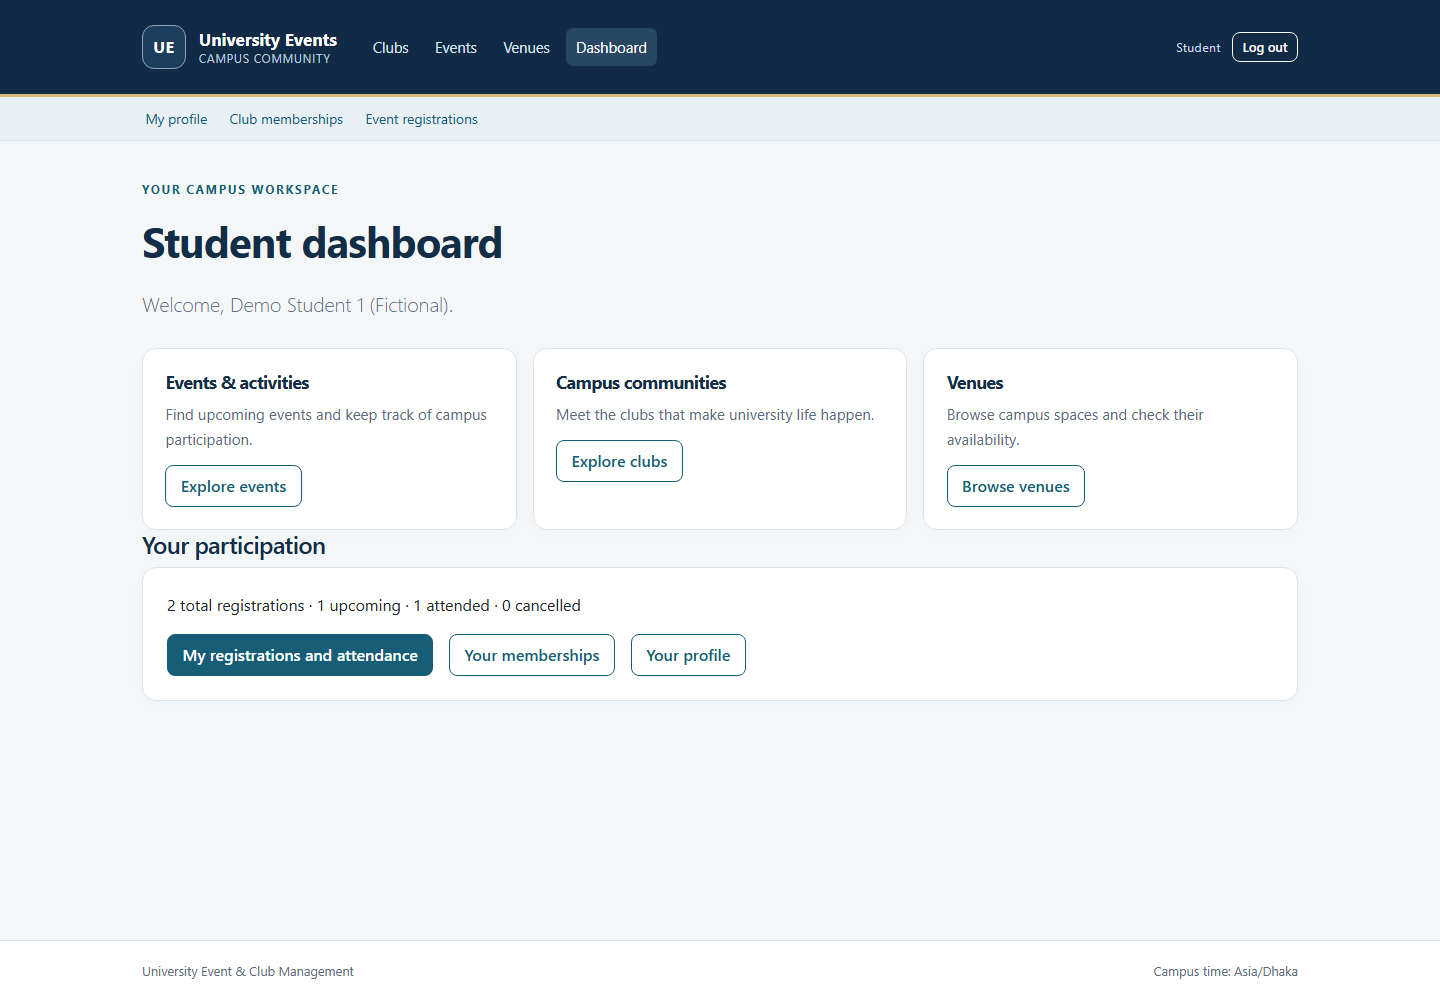 UE
University Events
CAMPUS COMMUNITY
Clubs
Events
Venues
Dashboard
Student
Log out
My profile
Club memberships
Event registrations
YOUR CAMPUS WORKSPACE
Student dashboard
Welcome, Demo Student 1 (Fictional).
Events & activities
Find upcoming events and keep track of campus
participation.
Explore events
Campus communities
Meet the clubs that make university life happen.
Explore clubs
Venues
Browse campus spaces and check their
availability.
Browse venues
Your participation
2 total registrations · 1 upcoming · 1 attended · 0 cancelled
My registrations and attendance
Your memberships
Your profile
University Event & Club Management
Campus time: Asia/Dhaka